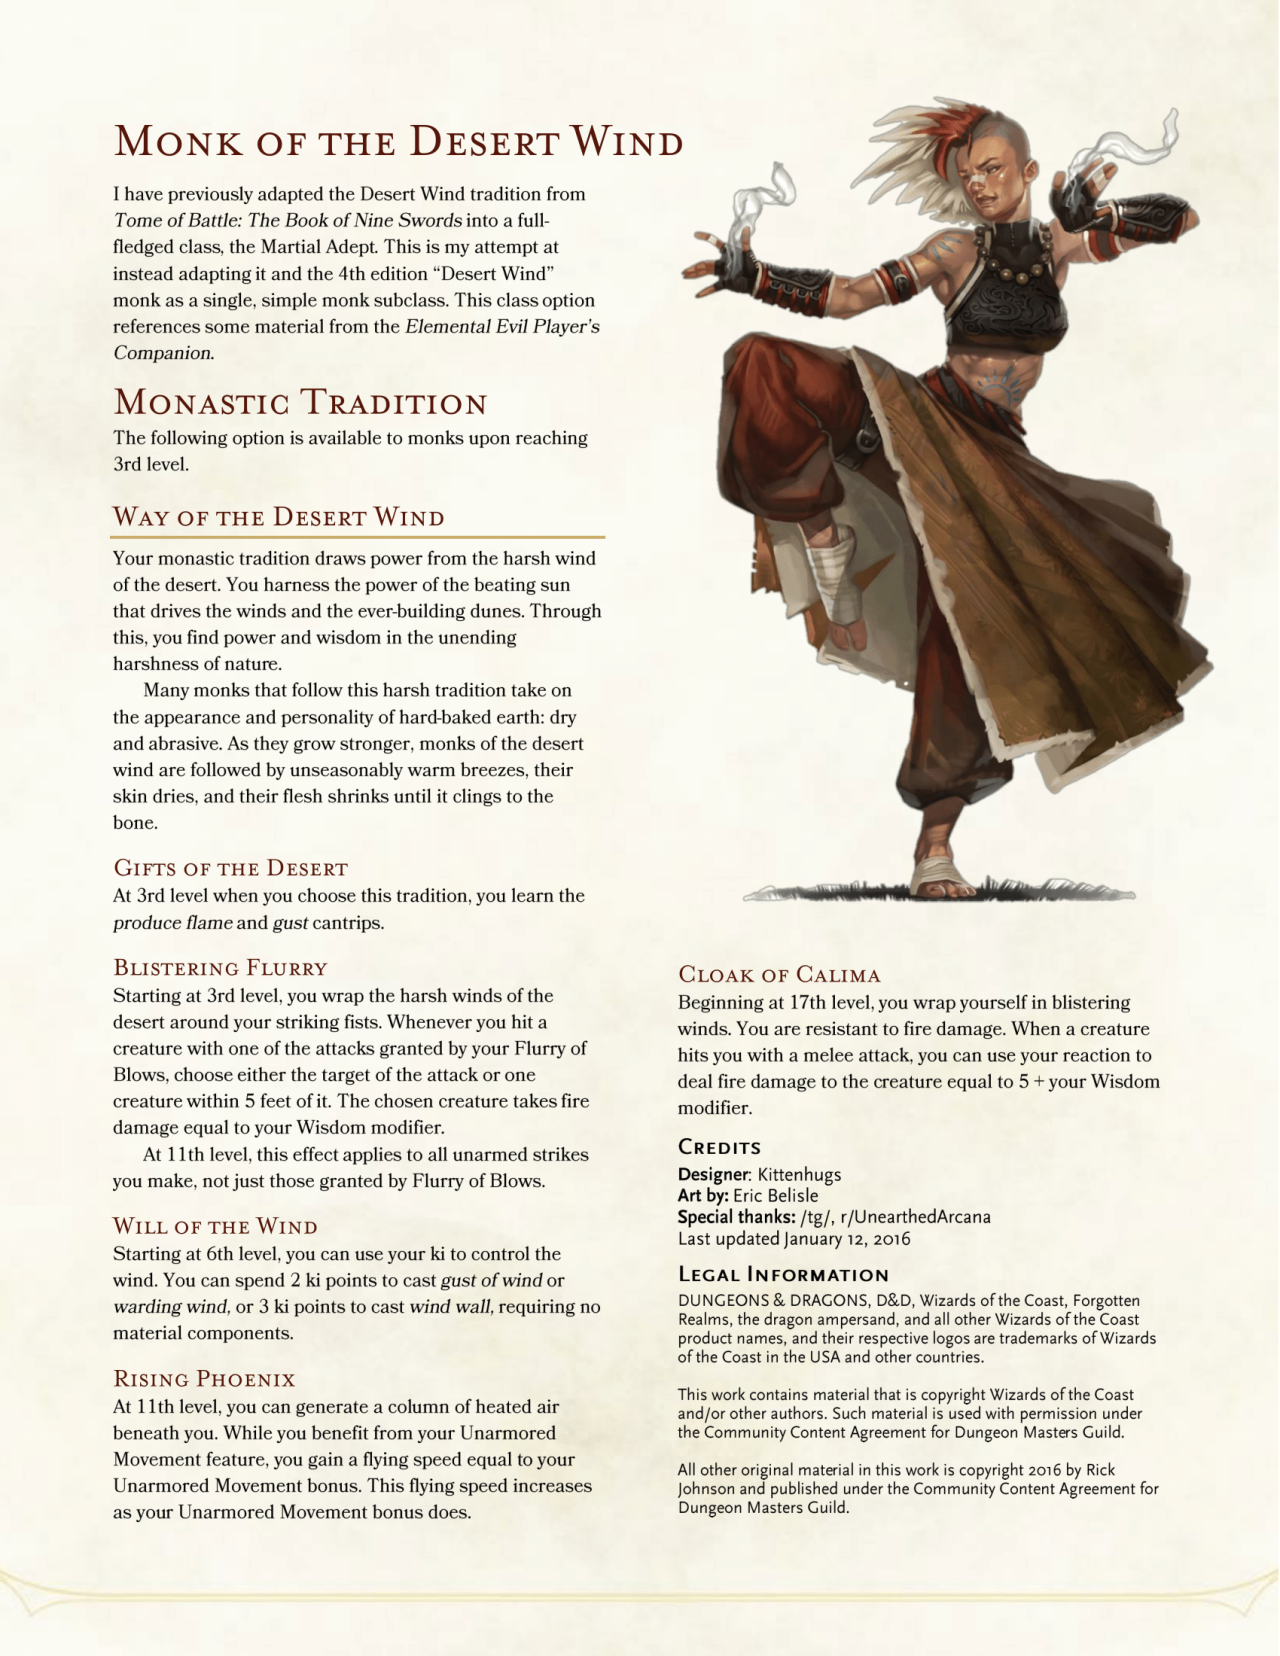 Monk of the Desert Wind
I have previously adapted the Desert Wind tradition from
Tome of Battle: The Book of Nine Swords into a full-
fledged class, the Martial Adept. This is my attempt at
instead adapting it and the 4th edition “Desert Wind”
monk as a single, simple monk subclass. This class option
references some material from the Elemental Evil Player’s
Companion.
Monastic Tradition
The following option is available to monks upon reaching
3rd level.
Way of the Desert Wind
Your monastic tradition draws power from the harsh wind
of the desert. You harness the power of the beating sun
that drives the winds and the ever-building dunes. Through
this, you find power and wisdom in the unending
harshness of nature.
Many monks that follow this harsh tradition take on
the appearance and personality of hard-baked earth: dry
and abrasive. As they grow stronger, monks of the desert
wind are followed by unseasonably warm breezes, their
skin dries, and their flesh shrinks until it clings to the
bone.
Gifts of the Desert
At 3rd level when you choose this tradition, you learn the
produce flame and gust cantrips.
Blistering Flurry
Starting at 3rd level, you wrap the harsh winds of the
desert around your striking fists. Whenever you hit a
creature with one of the attacks granted by your Flurry of
Blows, choose either the target of the attack or one
creature within 5 feet of it. The chosen creature takes fire
damage equal to your Wisdom modifier.
At 11th level, this effect applies to all unarmed strikes
you make, not just those granted by Flurry of Blows.
Will of the Wind
Starting at 6th level, you can use your ki to control the
wind. You can spend 2 ki points to cast gust of wind or
warding wind, or 3 ki points to cast wind wall, requiring no
material components.
Rising Phoenix
At 11th level, you can generate a column of heated air
beneath you. While you benefit from your Unarmored
Movement feature, you gain a flying speed equal to your
Unarmored Movement bonus. This flying speed increases
as your Unarmored Movement bonus does.
Cloak of Calima
Beginning at 17th level, you wrap yourself in blistering
winds. You are resistant to fire damage. When a creature
hits you with a melee attack, you can use your reaction to
deal fire damage to the creature equal to 5 + your Wisdom
modifier.
Credits
Designer: Kittenhugs
Art by: Eric Belisle
Special thanks: /tg/, r/UnearthedArcana
Last updated January 12, 2016
Legal Information
DUNGEONS & DRAGONS, D&D, Wizards of the Coast, Forgotten
Realms, the dragon ampersand, and all other Wizards of the Coast
product names, and their respective logos are trademarks of Wizards
of the Coast in the USA and other countries.
This work contains material that is copyright Wizards of the Coast
and/or other authors. Such material is used with permission under
the Community Content Agreement for Dungeon Masters Guild.
All other original material in this work is copyright 2016 by Rick
Johnson and published under the Community Content Agreement for
Dungeon Masters Guild.